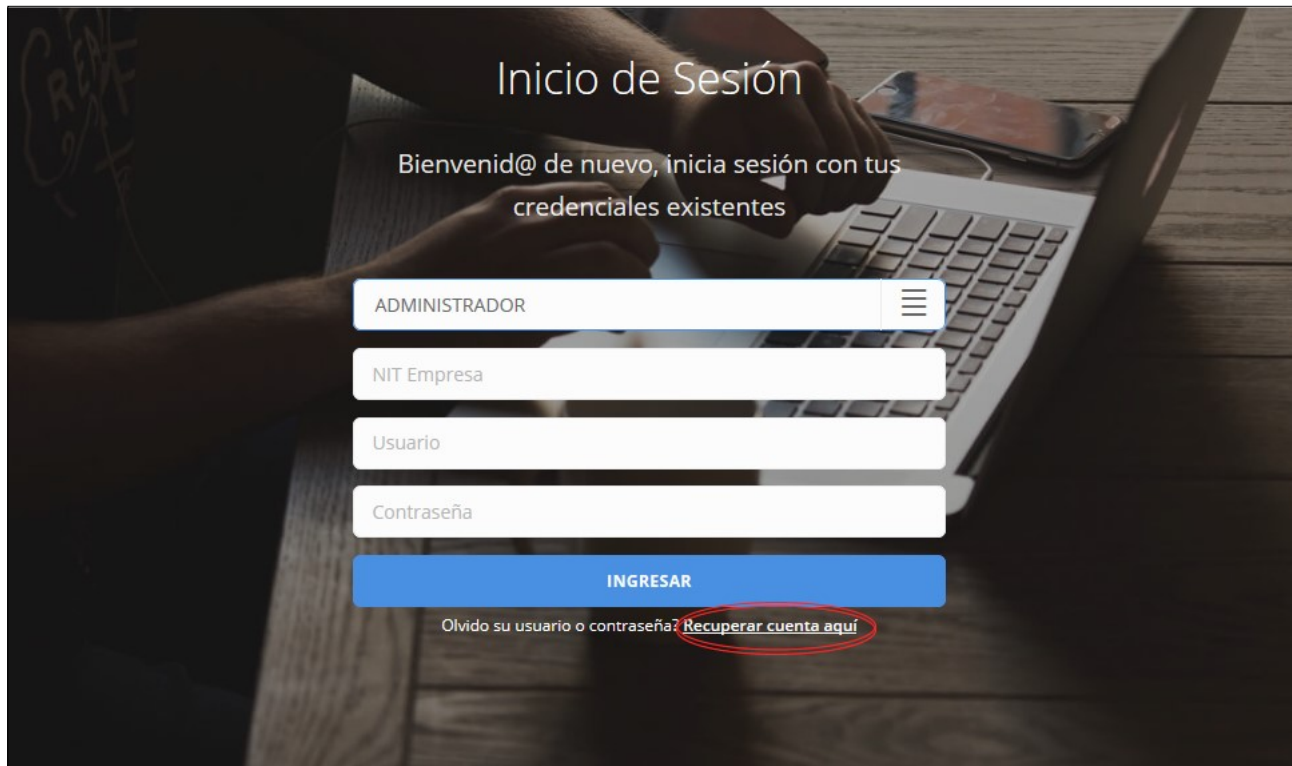 Inicio de Sesión
Bienvenid@ de nuevo, inicia sesión con tus
credenciales existentes
ADMINISTRADOR
NIT Empresa
Usuario
Contraseña
INGRESAR
Olvido su usuario o contraseña? Recuperar cuenta aquí